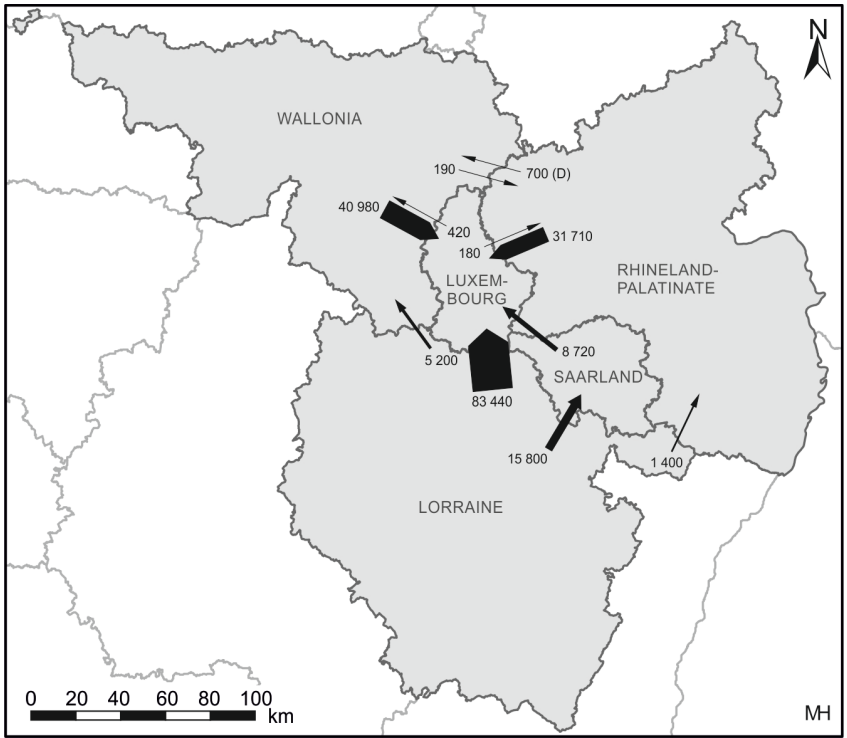 N
WALLONIA
190
700 (D)
40 980
420
180
31 710
LUXEM-
BOURG
RHINELAND-
PALATINATE
5 200
8 720
SAARLAND
83 440
15 800
1 400
LORRAINE
0 20 40 60 80 100
km
MH